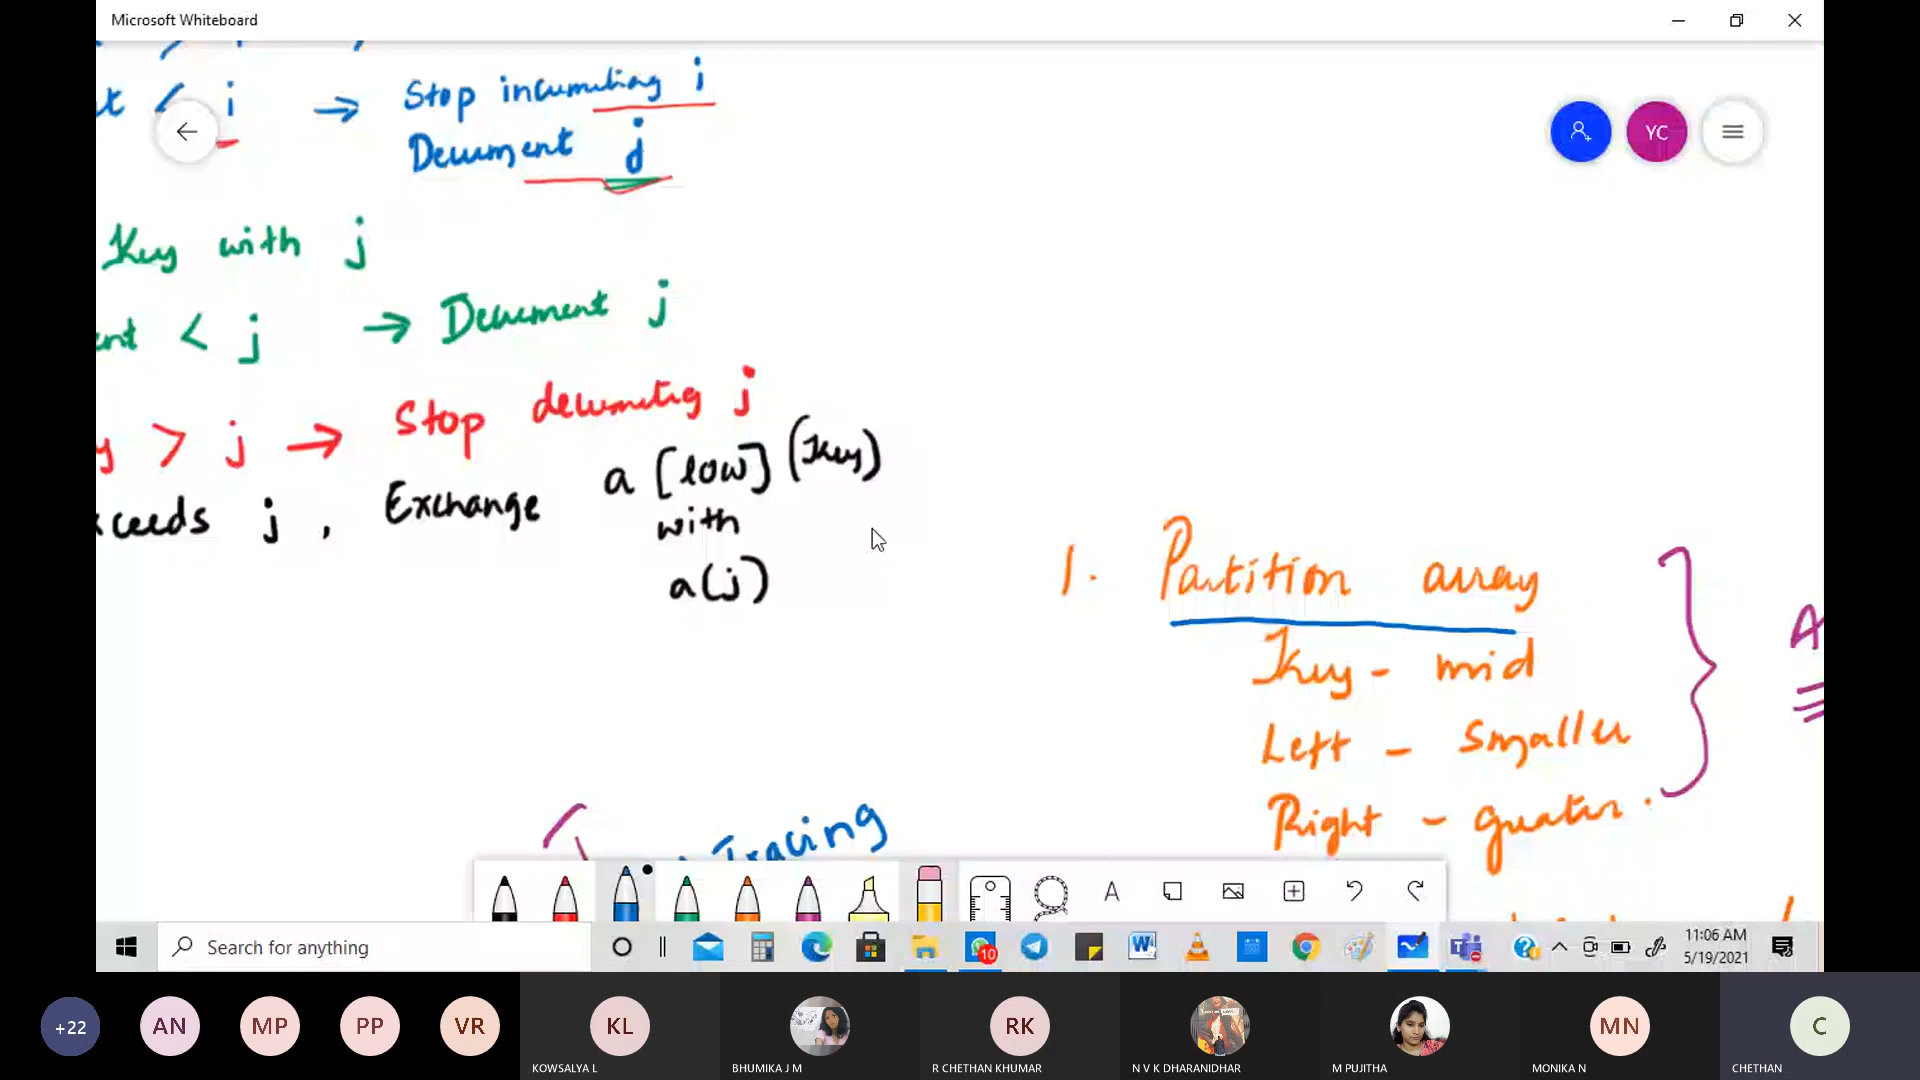 Microsoft Whiteboard
< i → Stop incrementing i
Decrement j
Key with j
< j → Decrement j
> j → Stop decrementing j
j , Exchange a [low] (Key)
with
a(j)
YC
1. Partition array
Key - mid
Left - Smaller
Right - greater .
Tracing
A
Search for anything
10
11:06 AM
5/19/2021
+22
AN
MP
PP
VR
KL
KOWSALYA L
BHUMIKA J M
RK
R CHETHAN KHUMAR
N V K DHARANIDHAR
M PUJITHA
MN
MONIKA N
C
CHETHAN